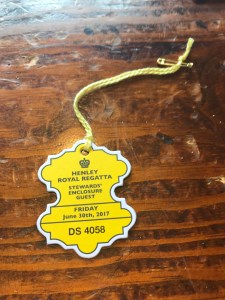 HENLEY
ROYAL REGATTA
STEWARDS'
ENCLOSURE
GUEST
FRIDAY
June 30th, 2017
DS 4058